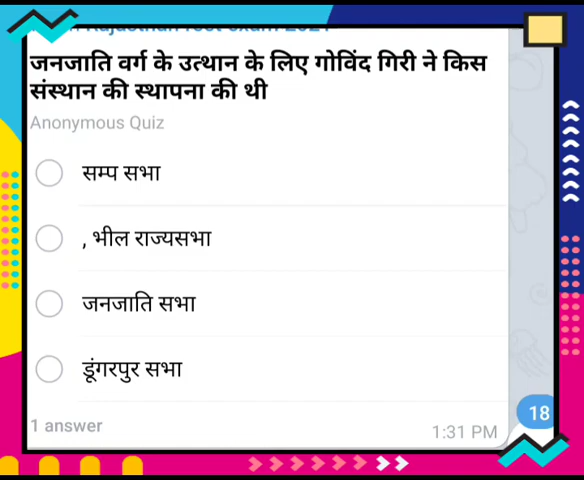 जनजाति वर्ग के उत्थान के लिए गोविंद गिरी ने किस
संस्थान की स्थापना की थी
Anonymous Quiz
सम्प सभा
, भील राज्यसभा
जनजाति सभा
डूंगरपुर सभा
1 answer
1:31 PM
18